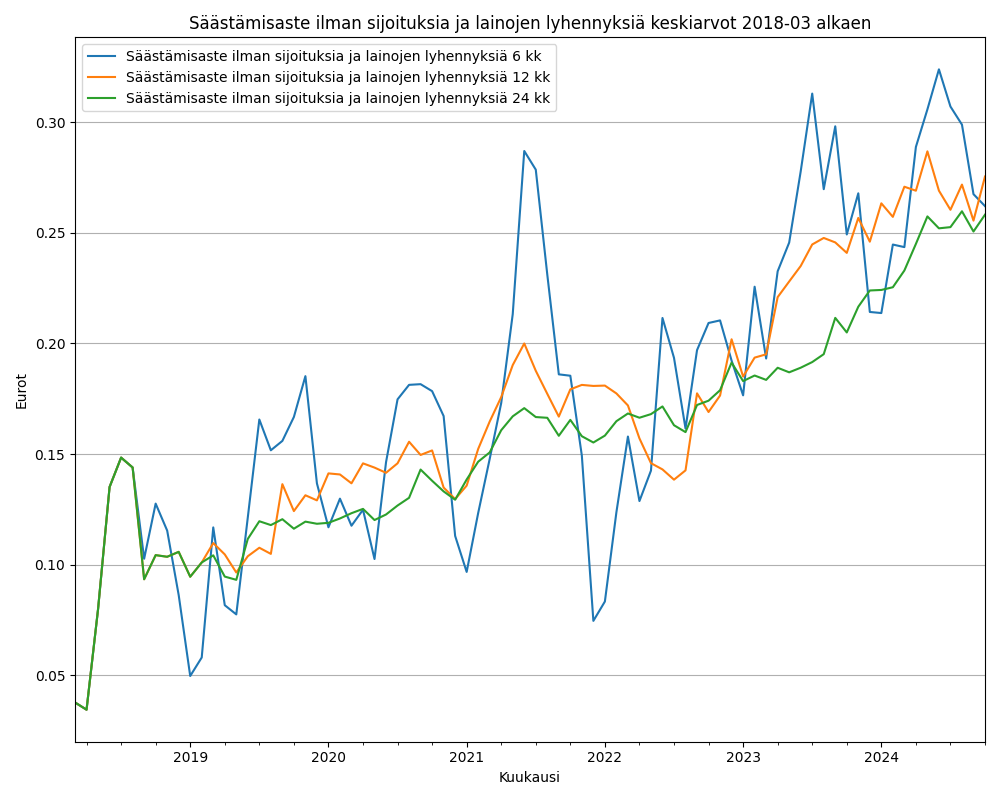 Säästämisaste ilman sijoituksia ja lainojen lyhennyksiä keskiarvot 2018-03 alkaen
Säästämisaste ilman sijoituksia ja lainojen lyhennyksiä 6 kk
Säästämisaste ilman sijoituksia ja lainojen lyhennyksiä 12 kk
Säästämisaste ilman sijoituksia ja lainojen lyhennyksiä 24 kk
0.30
0.25
0.20
0.15
0.10
0.05
Eurot
2019 2020 2021 2022 2023 2024
Kuukausi